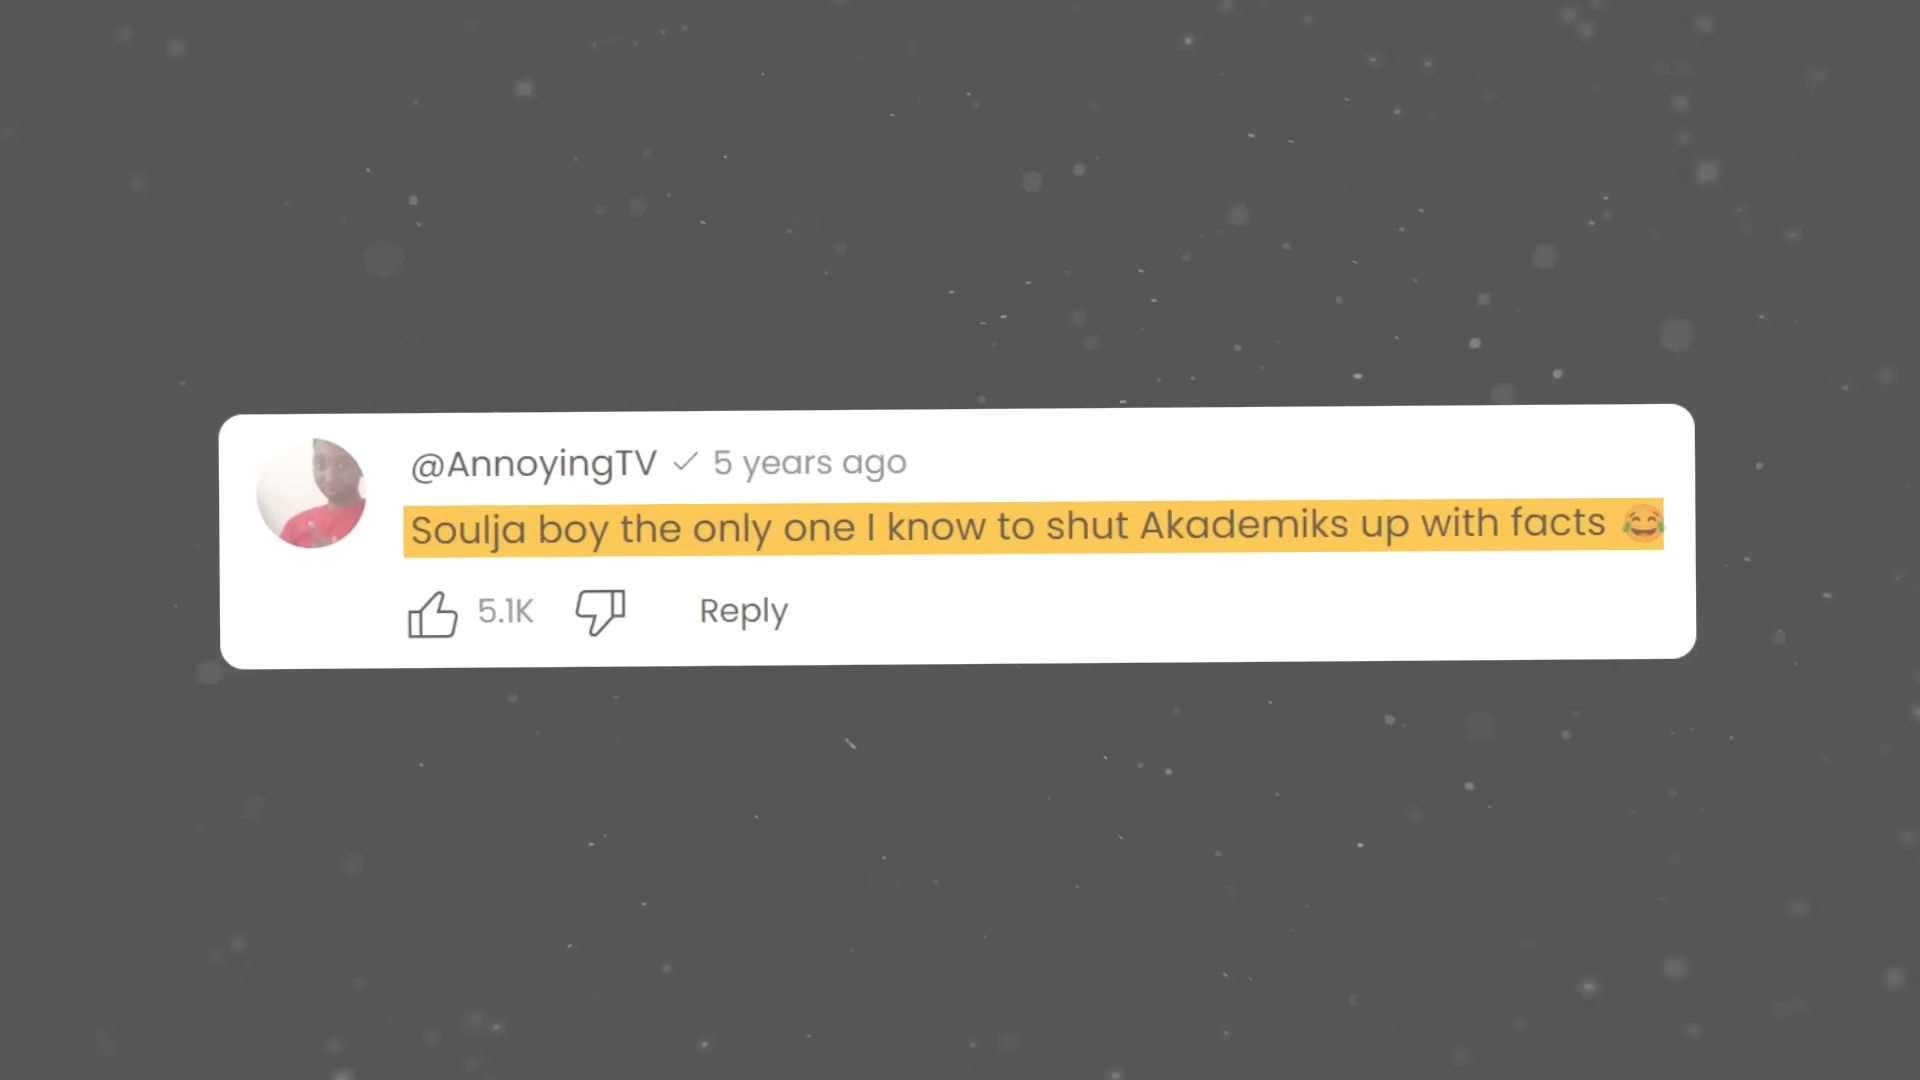 @AnnoyingTV ✓ 5 years ago
Soulja boy the only one I know to shut Akademiks up with facts 😂
5.1K Reply